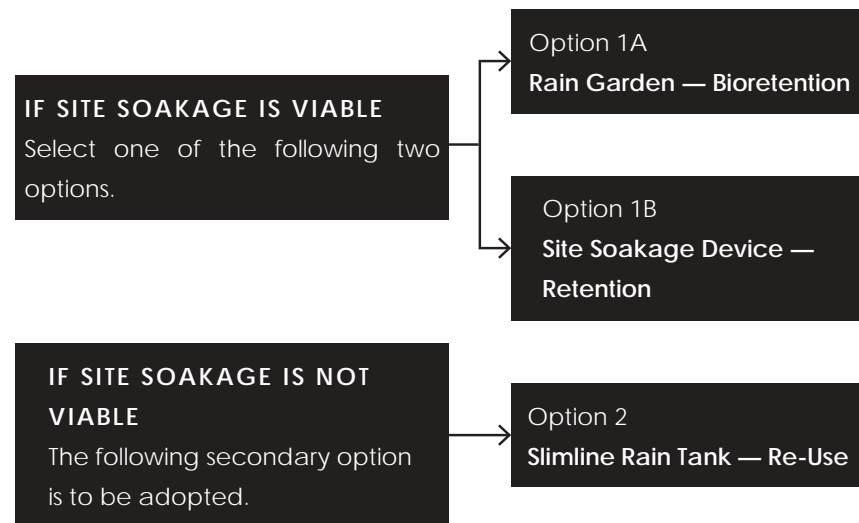 IF SITE SOAKAGE IS VIABLE
Select one of the following two
options.
Option 1A
Rain Garden — Bioretention
Option 1B
Site Soakage Device —
Retention
IF SITE SOAKAGE IS NOT
VIABLE
The following secondary option
is to be adopted.
Option 2
Slimline Rain Tank — Re-Use